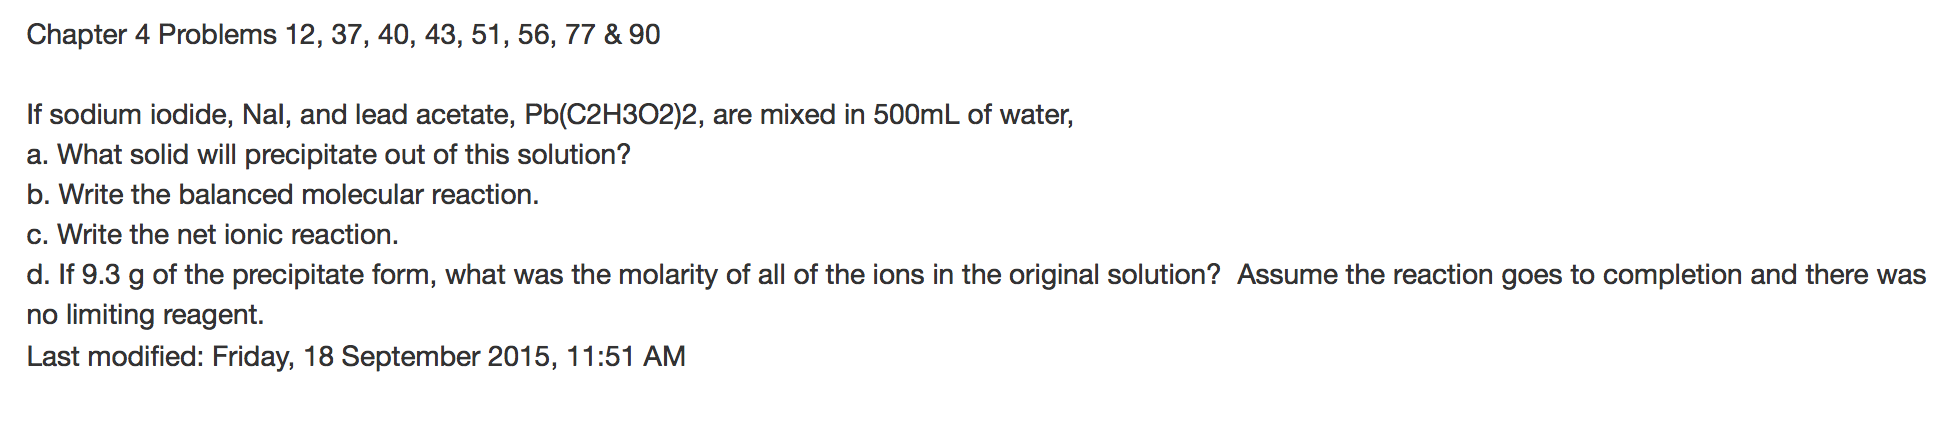 Chapter 4 Problems 12, 37, 40, 43, 51, 56, 77 & 90
If sodium iodide, NaI, and lead acetate, Pb(C2H3O2)2, are mixed in 500mL of water,
a. What solid will precipitate out of this solution?
b. Write the balanced molecular reaction.
c. Write the net ionic reaction.
d. If 9.3 g of the precipitate form, what was the molarity of all of the ions in the original solution?  Assume the reaction goes to completion and there was
no limiting reagent.
Last modified: Friday, 18 September 2015, 11:51 AM